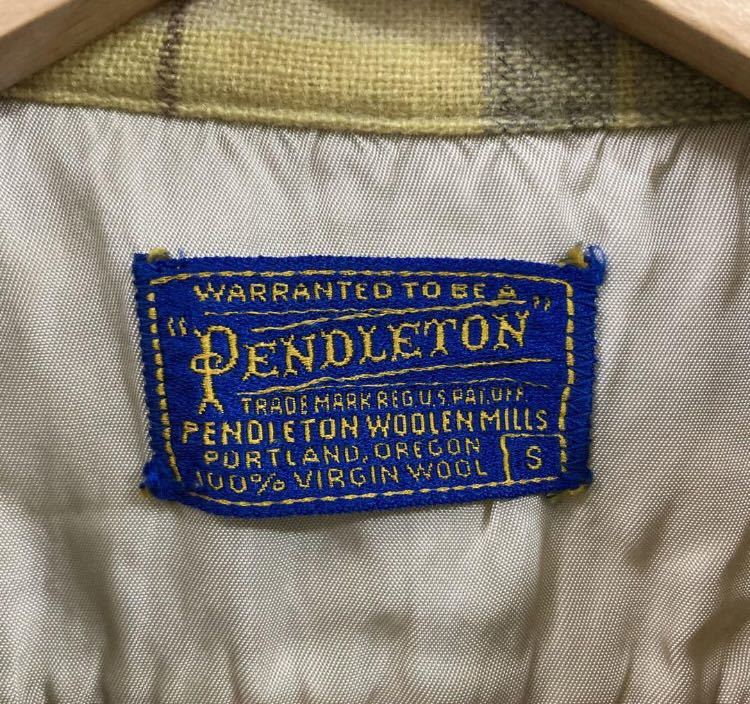 WARRANTED TO BE A
"PENDLETON"
TRADE MARK REG U.S. PAT. OFF.
PENDLETON WOOLEN MILLS
PORTLAND, OREGON
100% VIRGIN WOOL S